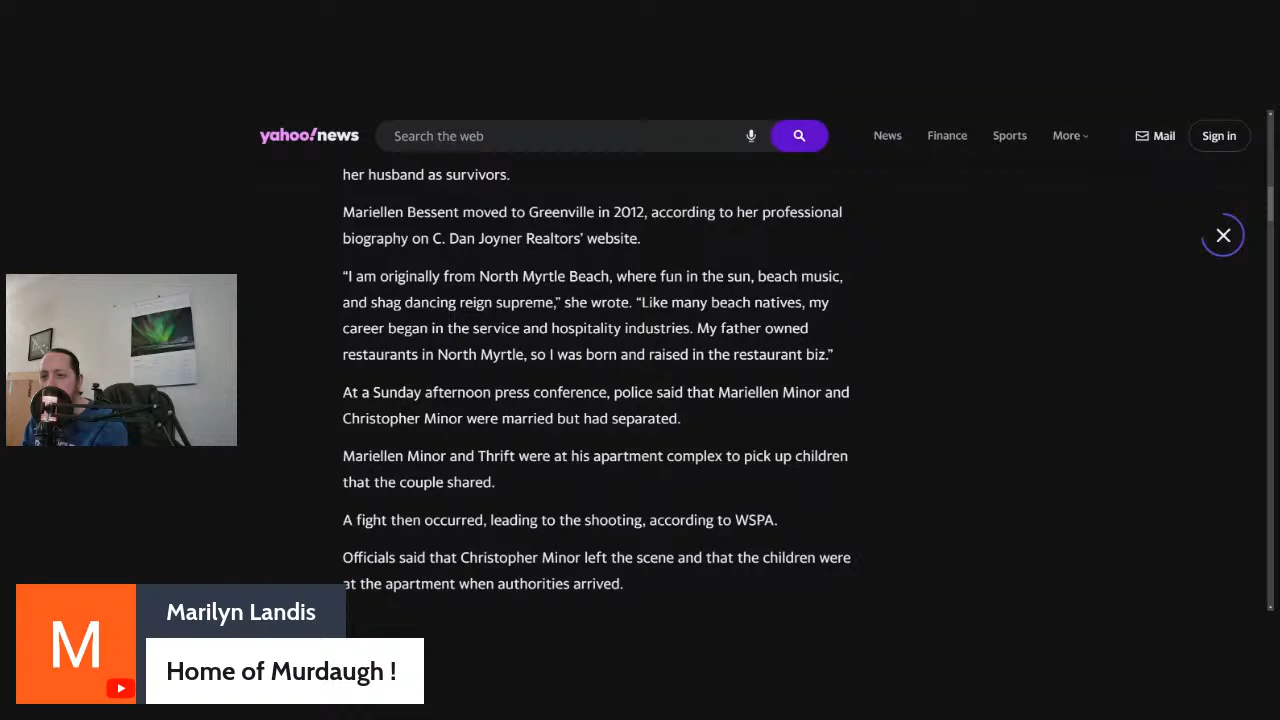 yahoo!news
Search the web
News
Finance
Sports
More
Mail
Sign in
her husband as survivors.
Mariellen Bessent moved to Greenville in 2012, according to her professional
biography on C. Dan Joyner Realtors’ website.
“I am originally from North Myrtle Beach, where fun in the sun, beach music,
and shag dancing reign supreme,” she wrote. “Like many beach natives, my
career began in the service and hospitality industries. My father owned
restaurants in North Myrtle, so I was born and raised in the restaurant biz.”
At a Sunday afternoon press conference, police said that Mariellen Minor and
Christopher Minor were married but had separated.
Mariellen Minor and Thrift were at his apartment complex to pick up children
that the couple shared.
A fight then occurred, leading to the shooting, according to WSPA.
Officials said that Christopher Minor left the scene and that the children were
at the apartment when authorities arrived.
M
Marilyn Landis
Home of Murdaugh !